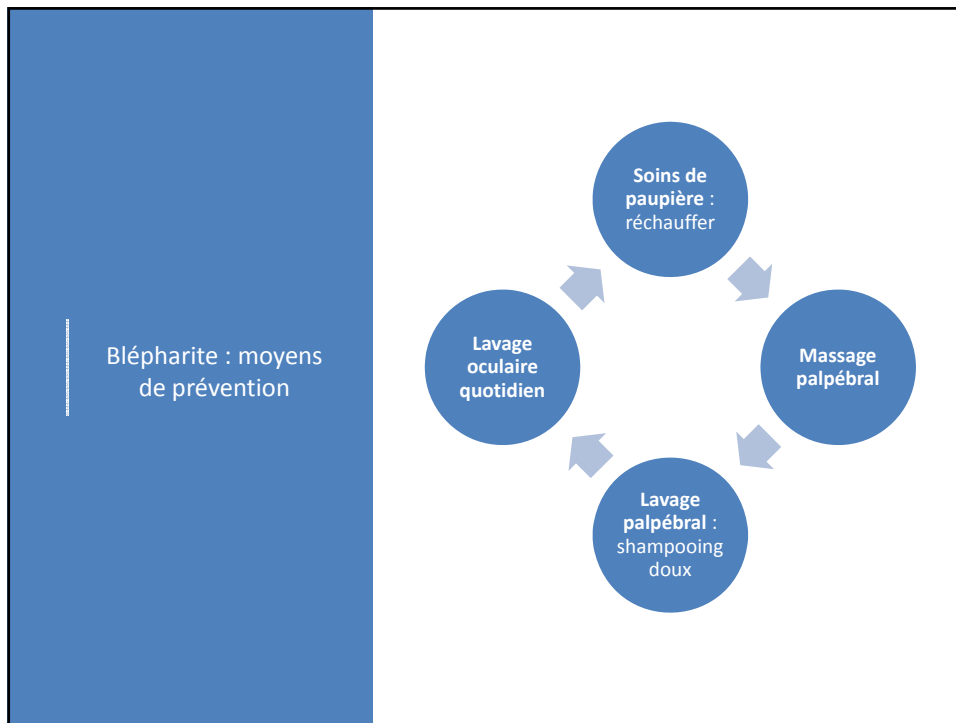 Blépharite : moyens
de prévention
Soins de
paupière :
réchauffer
Massage
palpébral
Lavage
palpébral :
shampooing
doux
Lavage
oculaire
quotidien